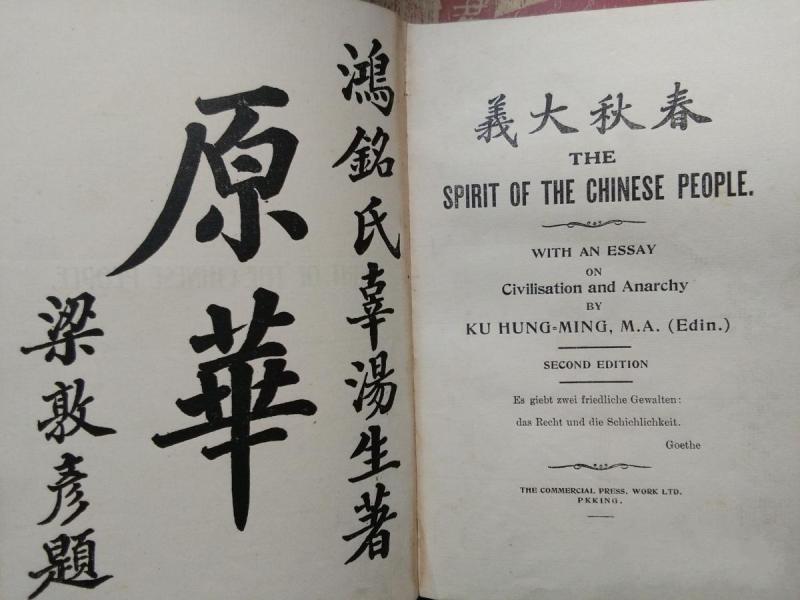 鴻銘氏辜湯生著
原華
梁敦彥題
春秋大義
THE
SPIRIT OF THE CHINESE PEOPLE.
WITH AN ESSAY
ON
Civilisation and Anarchy
BY
KU HUNG-MING, M.A. (Edin.)
SECOND EDITION
Es giebt zwei friedliche Gewalten:
das Recht und die Schichlichkeit.
Goethe
THE COMMERCIAL PRESS. WORK LTD.
PKKING.